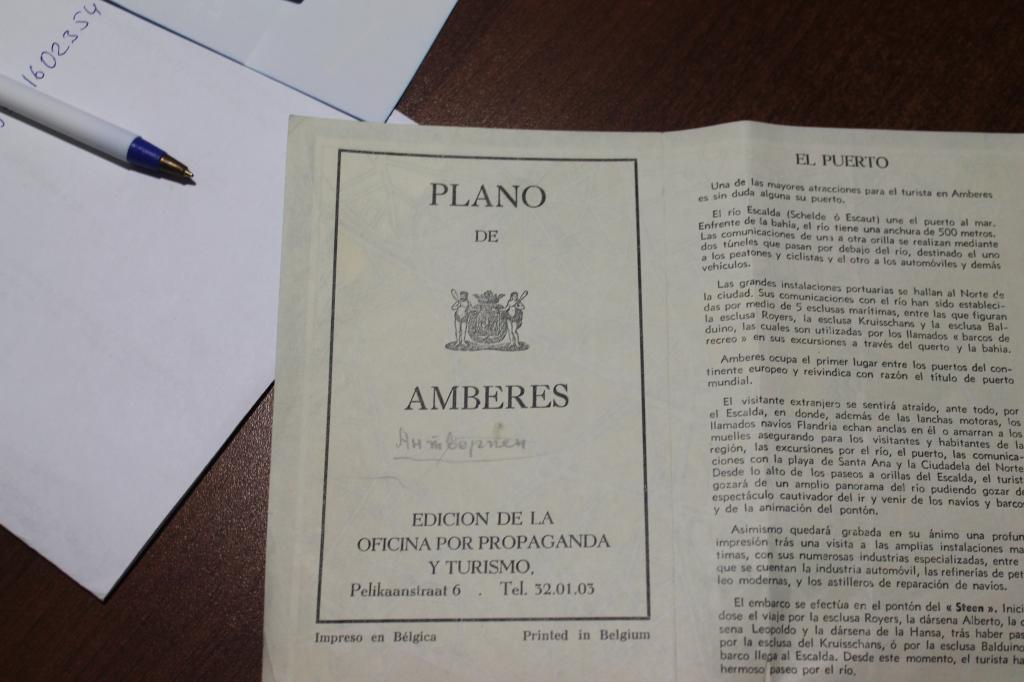 1602354
PLANO
DE
AMBERES
Антверпен
EDICION DE LA
OFICINA POR PROPAGANDA
Y TURISMO,
Pelikaanstraat 6 . Tel. 32.01.03
Impreso en Bélgica Printed in Belgium
EL PUERTO
Una de las mayores atracciones para el turista en Amberes
es sin duda alguna su puerto.
El río Escalda (Schelde ó Escaut) une el puerto al mar.
Enfrente de la bahia, el río tiene una anchura de 500 metros.
Las comunicaciones de una a otra orilla se realizan mediante
dos túneles que pasan por debajo del río, destinado el uno
a los peatones y ciclistas y el otro a los automóviles y demás
vehículos.
Las grandes instalaciones portuarias se hallan al Norte de
la ciudad. Sus comunicaciones con el río han sido estableci-
das por medio de 5 esclusas marítimas, entre las que figuran
la esclusa Royers, la esclusa Kruisschans y la esclusa Bal-
duino, las cuales son utilizadas por los llamados « barcos de
recreo » en sus excursiones a través del querto y la bahia.
Amberes ocupa el primer lugar entre los puertos del con-
tinente europeo y reivindica con razón el título de puerto
mundial.
El visitante extranjero se sentirá atraído, ante todo, por
el Escalda, en donde, además de las lanchas motoras, los
llamados navíos Flandria echan anclas en él o amarran a los
muelles asegurando para los visitantes y habitantes de la
región, las excursiones por el río, el puerto, las comunica-
ciones con la playa de Santa Ana y la Ciudadela del Norte
Desde lo alto de los paseos a orillas del Escalda, el turist
gozará de un amplio panorama del río pudiendo gozar de
espectáculo cautivador del ir y venir de los navíos y barco
y de la animación del pontón.
Asimismo quedará grabada en su ánimo una profun
impresión trás una visita a las amplias instalaciones ma
timas, con sus numerosas industrias especializadas, entre
que se cuentan la industria automóvil, las refinerías de pet
leo modernas, y los astilleros de reparación de navíos.
El embarco se efectúa en el pontón del « Steen ». Inici
dose el viaje por la esclusa Royers, la dársena Alberto, la d
sena Leopoldo y la dársena de la Hansa, trás haber pas
por la esclusa del Kruisschans, ó por la esclusa Balduino
barco llega al Escalda. Desde este momento, el turista ha
hermoso paseo por el río.